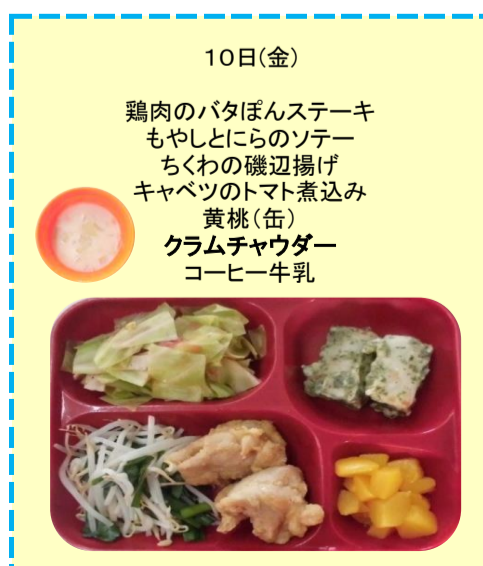 10日(金)
鶏肉のバタぽんステーキ
もやしとにらのソテー
ちくわの磯辺揚げ
キャベツのトマト煮込み
黄桃(缶)
クラムチャウダー
コーヒー牛乳